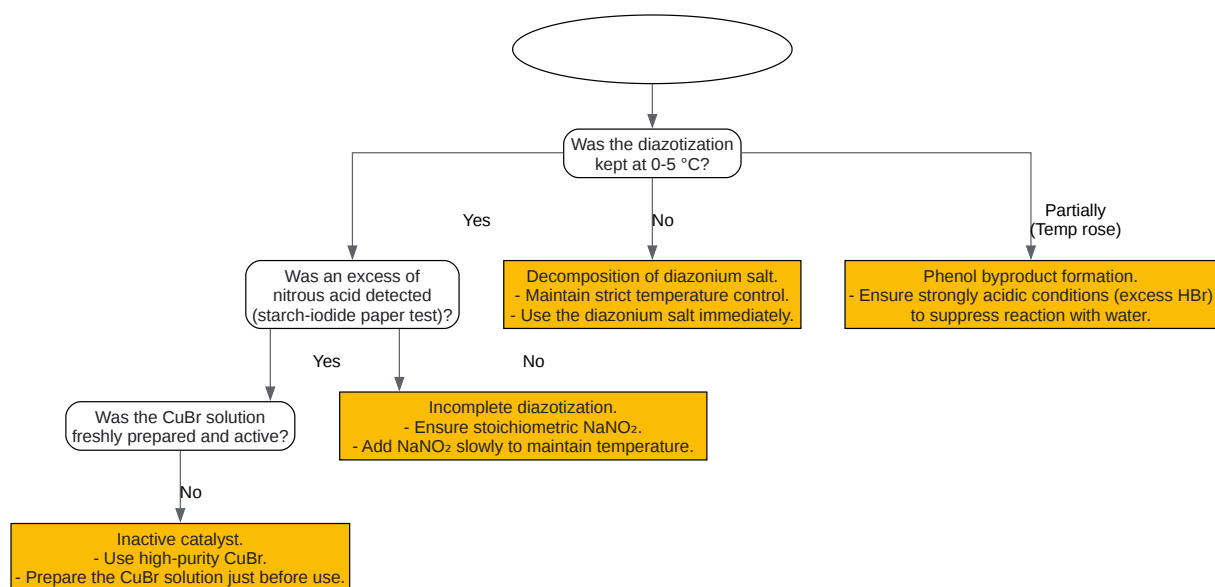 Was the diazotization
kept at 0-5 °C?
Yes
No
Partially
(Temp rose)
Was an excess of
nitrous acid detected
(starch-iodide paper test)?
Decomposition of diazonium salt.
- Maintain strict temperature control.
- Use the diazonium salt immediately.
Phenol byproduct formation.
- Ensure strongly acidic conditions (excess HBr)
to suppress reaction with water.
Yes
No
Was the CuBr solution
freshly prepared and active?
Incomplete diazotization.
- Ensure stoichiometric NaNO₂.
- Add NaNO₂ slowly to maintain temperature.
No
Inactive catalyst.
- Use high-purity CuBr.
- Prepare the CuBr solution just before use.